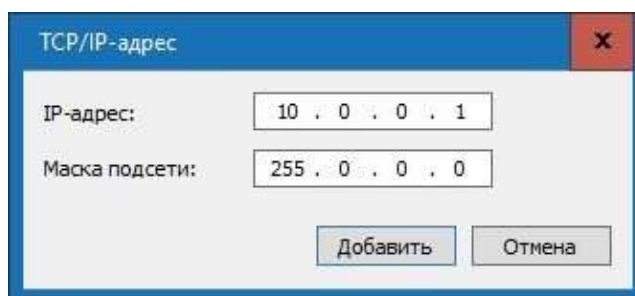 TCP/IP-адрес
IP-адрес: 10 . 0 . 0 . 1
Маска подсети: 255 . 0 . 0 . 0
Добавить Отмена